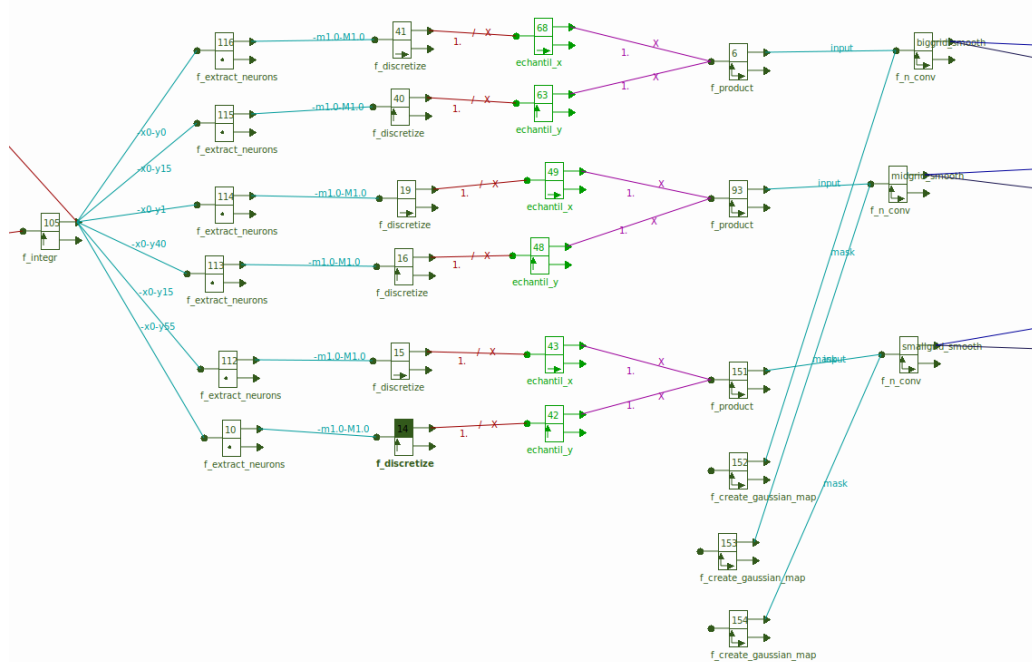 116
f_extract_neurons
-m1.0-M1.0
41
f_discretize
/ X
1.
68
echantil_x
X
1.
6
f_product
input
biggrid_smooth
f_n_conv
-x0-y0
115
f_extract_neurons
-m1.0-M1.0
40
f_discretize
/ X
1.
63
echantil_y
X
1.
-x0-y15
114
f_extract_neurons
-m1.0-M1.0
19
f_discretize
/ X
1.
49
echantil_x
X
1.
93
f_product
input
midgrid_smooth
f_n_conv
-x0-y1
105
f_integr
-x0-y40
113
f_extract_neurons
-m1.0-M1.0
16
f_discretize
/ X
1.
48
echantil_y
X
1.
mask
-x0-y15
-x0-y55
112
f_extract_neurons
-m1.0-M1.0
15
f_discretize
/ X
1.
43
echantil_x
X
1.
151
f_product
mask
input
smallgrid_smooth
f_n_conv
10
f_extract_neurons
-m1.0-M1.0
14
f_discretize
/ X
1.
42
echantil_y
X
1.
152
f_create_gaussian_map
mask
153
f_create_gaussian_map
154
f_create_gaussian_map